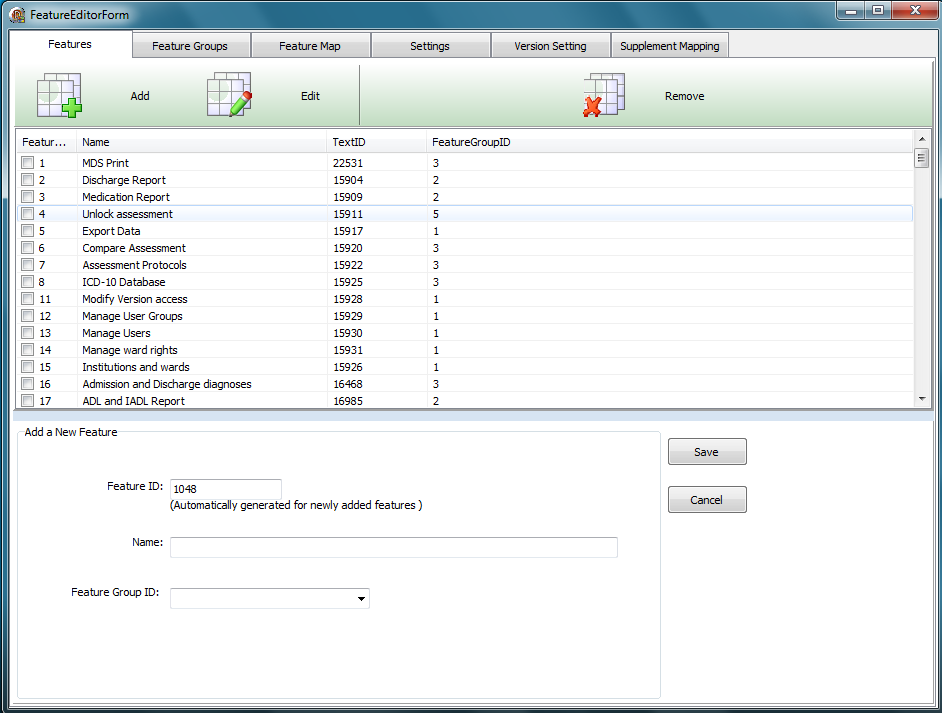 FeatureEditorForm
Features Feature Groups Feature Map Settings Version Setting Supplement Mapping
Add Edit Remove
Featur... Name TextID FeatureGroupID
1 MDS Print 22531 3
2 Discharge Report 15904 2
3 Medication Report 15909 2
4 Unlock assessment 15911 5
5 Export Data 15917 1
6 Compare Assessment 15920 3
7 Assessment Protocols 15922 3
8 ICD-10 Database 15925 3
11 Modify Version access 15928 1
12 Manage User Groups 15929 1
13 Manage Users 15930 1
14 Manage ward rights 15931 1
15 Institutions and wards 15926 1
16 Admission and Discharge diagnoses 16468 3
17 ADL and IADL Report 16985 2
Add a New Feature
Save
Feature ID: 1048
(Automatically generated for newly added features )
Cancel
Name:
Feature Group ID: